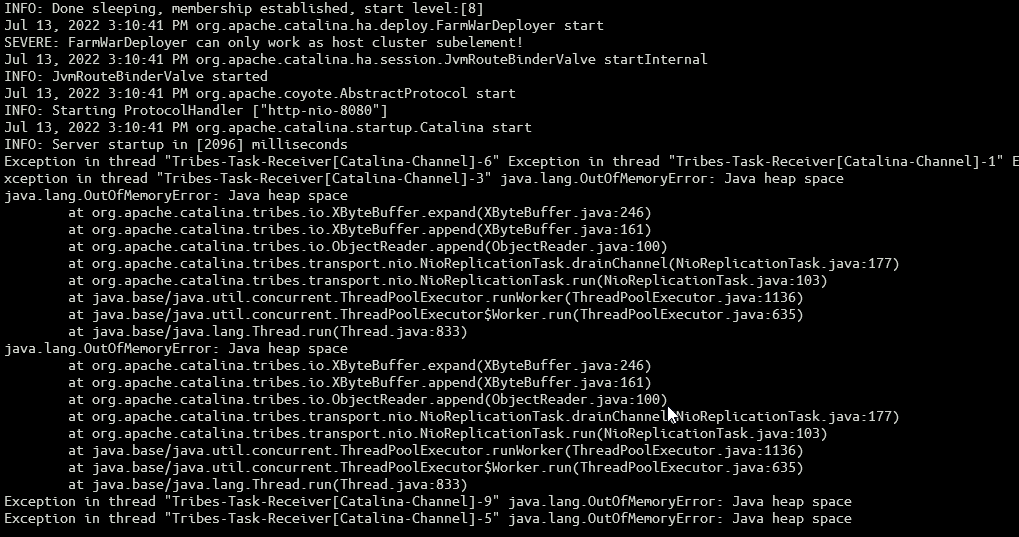 INFO: Done sleeping, membership established, start level:[8]
Jul 13, 2022 3:10:41 PM org.apache.catalina.ha.deploy.FarmWarDeployer start
SEVERE: FarmWarDeployer can only work as host cluster subelement!
Jul 13, 2022 3:10:41 PM org.apache.catalina.ha.session.JvmRouteBinderValve startInternal
INFO: JvmRouteBinderValve started
Jul 13, 2022 3:10:41 PM org.apache.coyote.AbstractProtocol start
INFO: Starting ProtocolHandler ["http-nio-8080"]
Jul 13, 2022 3:10:41 PM org.apache.catalina.startup.Catalina start
INFO: Server startup in [2096] milliseconds
Exception in thread "Tribes-Task-Receiver[Catalina-Channel]-6" Exception in thread "Tribes-Task-Receiver[Catalina-Channel]-1" E
xception in thread "Tribes-Task-Receiver[Catalina-Channel]-3" java.lang.OutOfMemoryError: Java heap space
java.lang.OutOfMemoryError: Java heap space
        at org.apache.catalina.tribes.io.XByteBuffer.expand(XByteBuffer.java:246)
        at org.apache.catalina.tribes.io.XByteBuffer.append(XByteBuffer.java:161)
        at org.apache.catalina.tribes.io.ObjectReader.append(ObjectReader.java:100)
        at org.apache.catalina.tribes.transport.nio.NioReplicationTask.drainChannel(NioReplicationTask.java:177)
        at org.apache.catalina.tribes.transport.nio.NioReplicationTask.run(NioReplicationTask.java:103)
        at java.base/java.util.concurrent.ThreadPoolExecutor.runWorker(ThreadPoolExecutor.java:1136)
        at java.base/java.util.concurrent.ThreadPoolExecutor$Worker.run(ThreadPoolExecutor.java:635)
        at java.base/java.lang.Thread.run(Thread.java:833)
java.lang.OutOfMemoryError: Java heap space
        at org.apache.catalina.tribes.io.XByteBuffer.expand(XByteBuffer.java:246)
        at org.apache.catalina.tribes.io.XByteBuffer.append(XByteBuffer.java:161)
        at org.apache.catalina.tribes.io.ObjectReader.append(ObjectReader.java:100)
        at org.apache.catalina.tribes.transport.nio.NioReplicationTask.drainChannel(NioReplicationTask.java:177)
        at org.apache.catalina.tribes.transport.nio.NioReplicationTask.run(NioReplicationTask.java:103)
        at java.base/java.util.concurrent.ThreadPoolExecutor.runWorker(ThreadPoolExecutor.java:1136)
        at java.base/java.util.concurrent.ThreadPoolExecutor$Worker.run(ThreadPoolExecutor.java:635)
        at java.base/java.lang.Thread.run(Thread.java:833)
Exception in thread "Tribes-Task-Receiver[Catalina-Channel]-9" java.lang.OutOfMemoryError: Java heap space
Exception in thread "Tribes-Task-Receiver[Catalina-Channel]-5" java.lang.OutOfMemoryError: Java heap space